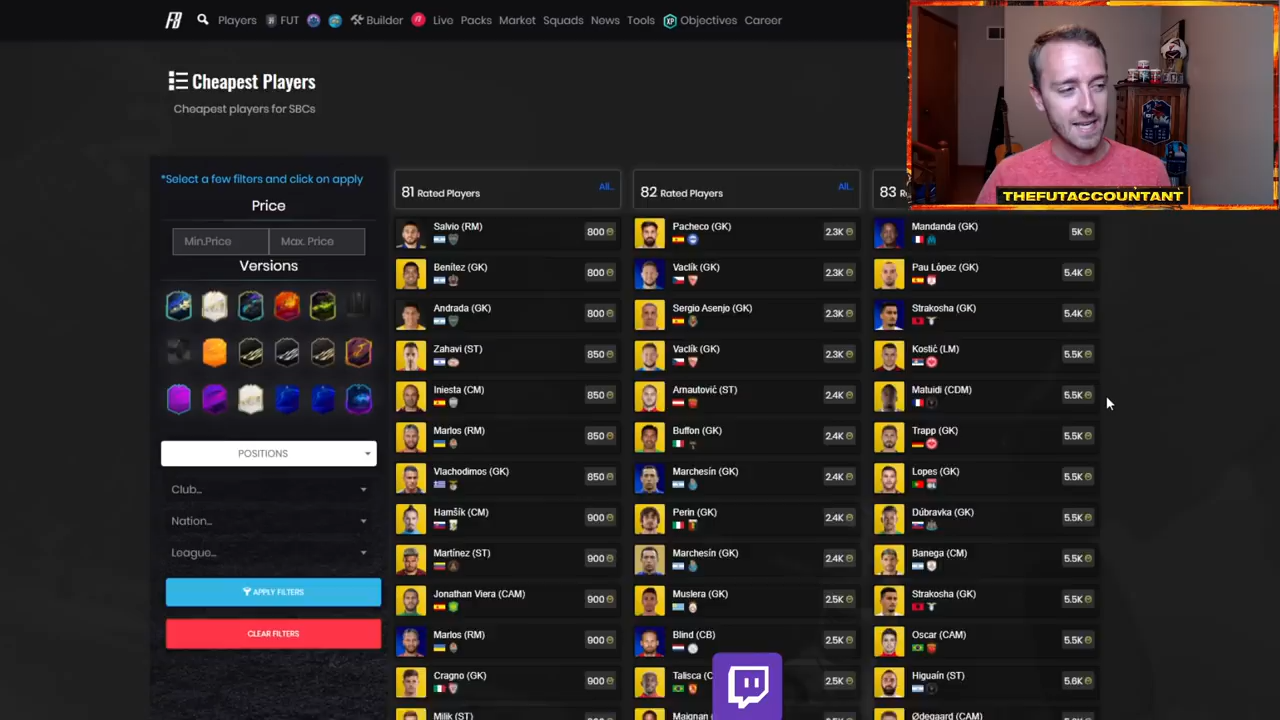 FB Players FUT Builder Live Packs Market Squads News Tools XP Objectives Career
Cheapest Players
Cheapest players for SBCs
*Select a few filters and click on apply
Price
Min.Price Max. Price
Versions
POSITIONS
Club...
Nation...
League...
APPLY FILTERS
CLEAR FILTERS
81 Rated Players All..
Salvio (RM) 800
Benítez (GK) 800
Andrada (GK) 800
Zahavi (ST) 850
Iniesta (CM) 850
Marlos (RM) 850
Vlachodimos (GK) 850
Hamšík (CM) 900
Martínez (ST) 900
Jonathan Viera (CAM) 900
Marlos (RM) 900
Cragno (GK) 900
Milik (ST)
82 Rated Players All..
Pacheco (GK) 2.3K
Vaclík (GK) 2.3K
Sergio Asenjo (GK) 2.3K
Vaclík (GK) 2.3K
Arnautović (ST) 2.4K
Buffon (GK) 2.4K
Marchesín (GK) 2.4K
Perin (GK) 2.4K
Marchesín (GK) 2.4K
Muslera (GK) 2.5K
Blind (CB) 2.5K
Talisca (C 2.5K
Maignan
83 R
Mandanda (GK) 5K
Pau López (GK) 5.4K
Strakosha (GK) 5.4K
Kostić (LM) 5.5K
Matuidi (CDM) 5.5K
Trapp (GK) 5.5K
Lopes (GK) 5.5K
Dúbravka (GK) 5.5K
Banega (CM) 5.5K
Strakosha (GK) 5.5K
Oscar (CAM) 5.5K
Higuaín (ST) 5.6K
Ødegaard (CAM)
THEFUTACCOUNTANT